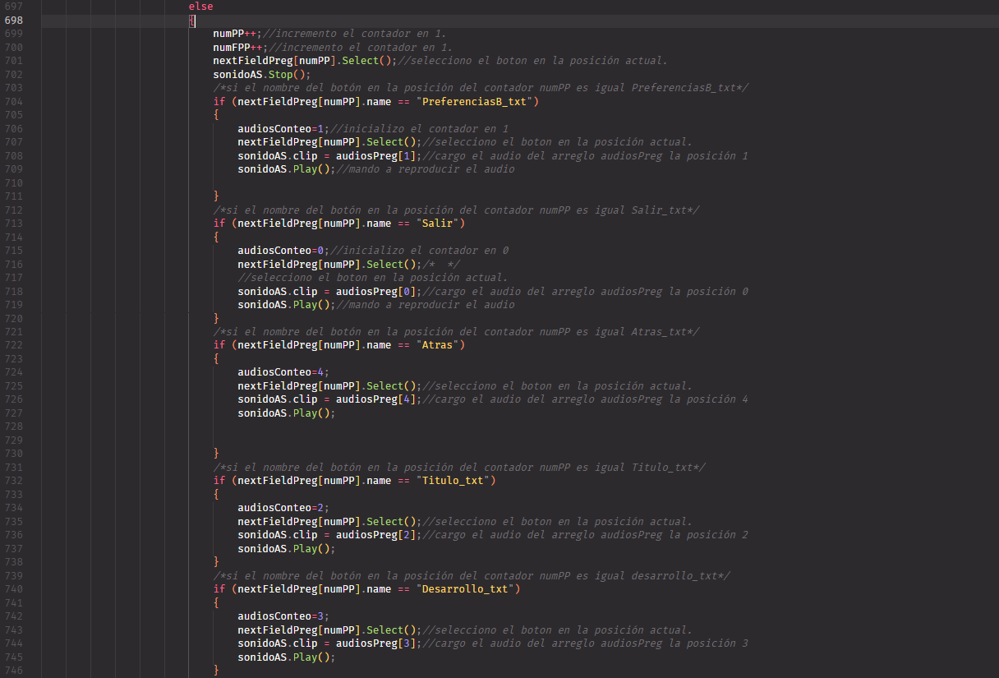 697 else
698 {
699 numPP++;//incremento el contador en 1.
700 numFPP++;//incremento el contador en 1.
701 nextFieldPreg[numPP].Select();//selecciono el boton en la posición actual.
702 sonidoAS.Stop();
703 /*si el nombre del botón en la posición del contador numPP es igual PreferenciasB_txt*/
704 if (nextFieldPreg[numPP].name == "PreferenciasB_txt")
705 {
706 audiosConteo=1;//inicializo el contador en 1
707 nextFieldPreg[numPP].Select();//selecciono el boton en la posición actual.
708 sonidoAS.clip = audiosPreg[1];//cargo el audio del arreglo audiosPreg la posición 1
709 sonidoAS.Play();//mando a reproducir el audio
710
711 }
712 /*si el nombre del botón en la posición del contador numPP es igual Salir_txt*/
713 if (nextFieldPreg[numPP].name == "Salir")
714 {
715 audiosConteo=0;//inicializo el contador en 0
716 nextFieldPreg[numPP].Select();/*  */
717 //selecciono el boton en la posición actual.
718 sonidoAS.clip = audiosPreg[0];//cargo el audio del arreglo audiosPreg la posición 0
719 sonidoAS.Play();//mando a reproducir el audio
720 }
721 /*si el nombre del botón en la posición del contador numPP es igual Atras_txt*/
722 if (nextFieldPreg[numPP].name == "Atras")
723 {
724 audiosConteo=4;
725 nextFieldPreg[numPP].Select();//selecciono el boton en la posición actual.
726 sonidoAS.clip = audiosPreg[4];//cargo el audio del arreglo audiosPreg la posición 4
727 sonidoAS.Play();
728
729
730 }
731 /*si el nombre del botón en la posición del contador numPP es igual Titulo_txt*/
732 if (nextFieldPreg[numPP].name == "Titulo_txt")
733 {
734 audiosConteo=2;
735 nextFieldPreg[numPP].Select();//selecciono el boton en la posición actual.
736 sonidoAS.clip = audiosPreg[2];//cargo el audio del arreglo audiosPreg la posición 2
737 sonidoAS.Play();
738 }
739 /*si el nombre del botón en la posición del contador numPP es igual desarrollo_txt*/
740 if (nextFieldPreg[numPP].name == "Desarrollo_txt")
741 {
742 audiosConteo=3;
743 nextFieldPreg[numPP].Select();//selecciono el boton en la posición actual.
744 sonidoAS.clip = audiosPreg[3];//cargo el audio del arreglo audiosPreg la posición 3
745 sonidoAS.Play();
746 }